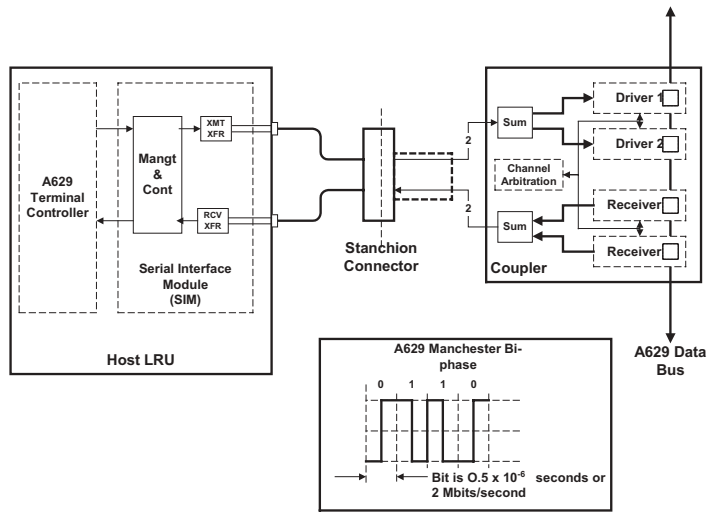 A629
Terminal
Controller
Mangt
&
Cont
XMT
XFR
RCV
XFR
Serial Interface
Module
(SIM)
Host LRU
Stanchion
Connector
2
2
Sum
Sum
Channel
Arbitration
Driver 1
Driver 2
Receiver
Receiver
Coupler
A629 Data
Bus
A629 Manchester Bi-
phase
0 1 1 0
Bit is O.5 x 10-6 seconds or
2 Mbits/second